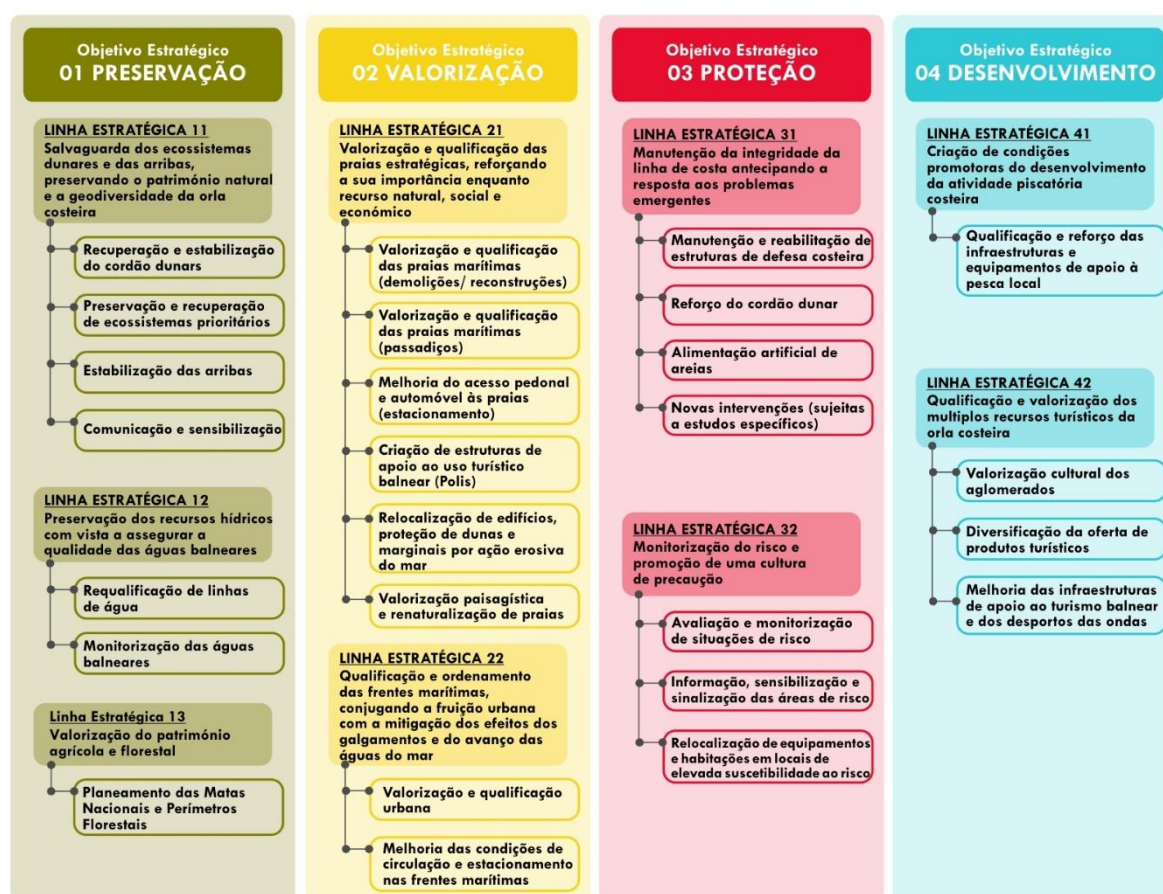 Objetivo Estratégico
01 PRESERVAÇÃO
LINHA ESTRATÉGICA 11
Salvaguarda dos ecossistemas
dunares e das arribas,
preservando o património natural
e a geodiversidade da orla
costeira
Recuperação e estabilização
do cordão dunars
Preservação e recuperação
de ecossistemas prioritários
Estabilização das arribas
Comunicação e sensibilização
LINHA ESTRATÉGICA 12
Preservação dos recursos hídricos
com vista a assegurar a
qualidade das águas balneares
Requalificação de linhas
de água
Monitorização das águas
balneares
Linha Estratégica 13
Valorização do património
agrícola e florestal
Planeamento das Matas
Nacionais e Perímetros
Florestais
Objetivo Estratégico
02 VALORIZAÇÃO
LINHA ESTRATÉGICA 21
Valorização e qualificação das
praias estratégicas, reforçando
a sua importância enquanto
recurso natural, social e
económico
Valorização e qualificação
das praias marítimas
(demolições/ reconstruções)
Valorização e qualificação
das praias marítimas
(passadiços)
Melhoria do acesso pedonal
e automóvel às praias
(estacionamento)
Criação de estruturas de
apoio ao uso turístico
balnear (Polis)
Relocalização de edifícios,
proteção de dunas e
marginais por ação erosiva
do mar
Valorização paisagística
e renaturalização de praias
LINHA ESTRATÉGICA 22
Qualificação e ordenamento
das frentes marítimas,
conjugando a fruição urbana
com a mitigação dos efeitos dos
galgamentos e do avanço das
águas do mar
Valorização e qualificação
urbana
Melhoria das condições de
circulação e estacionamento
nas frentes marítimas
Objetivo Estratégico
03 PROTEÇÃO
LINHA ESTRATÉGICA 31
Manutenção da integridade da
linha de costa antecipando a
resposta aos problemas
emergentes
Manutenção e reabilitação de
estruturas de defesa costeira
Reforço do cordão dunar
Alimentação artificial de
areias
Novas intervenções (sujeitas
a estudos específicos)
LINHA ESTRATÉGICA 32
Monitorização do risco e
promoção de uma cultura
de precaução
Avaliação e monitorização
de situações de risco
Informação, sensibilização e
sinalização das áreas de risco
Relocalização de equipamentos
e habitações em locais de
elevada suscetibilidade ao risco
Objetivo Estratégico
04 DESENVOLVIMENTO
LINHA ESTRATÉGICA 41
Criação de condições
promotoras do desenvolvimento
da atividade piscatória
costeira
Qualificação e reforço das
infraestruturas e
equipamentos de apoio à
pesca local
LINHA ESTRATÉGICA 42
Qualificação e valorização dos
multiplos recursos turísticos da
orla costeira
Valorização cultural dos
aglomerados
Diversificação da oferta de
produtos turísticos
Melhoria das infraestruturas
de apoio ao turismo balnear
e dos desportos das ondas